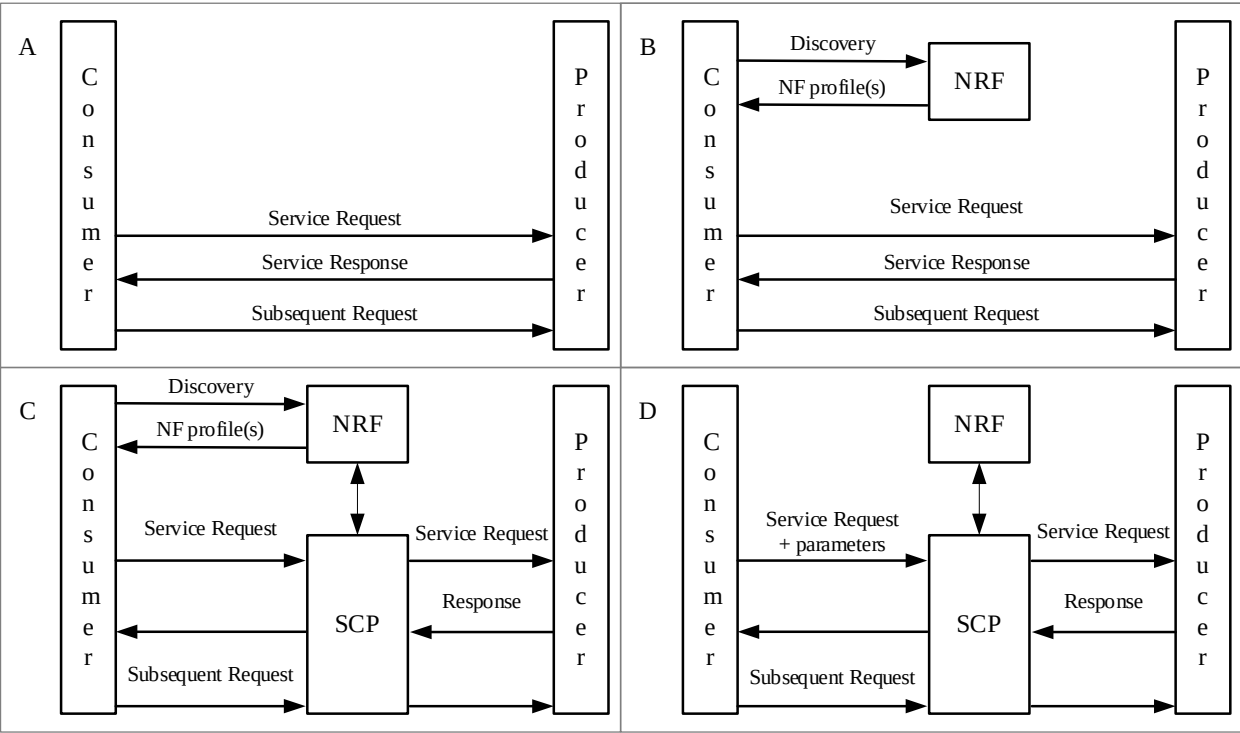 A
Consumer
Producer
Service Request
Service Response
Subsequent Request
B
Consumer
Discovery
NRF
NF profile(s)
Producer
Service Request
Service Response
Subsequent Request
C
Consumer
Discovery
NRF
NF profile(s)
Producer
Service Request
Service Request
Response
SCP
Subsequent Request
D
Consumer
NRF
Producer
Service Request
+ parameters
Service Request
Response
SCP
Subsequent Request